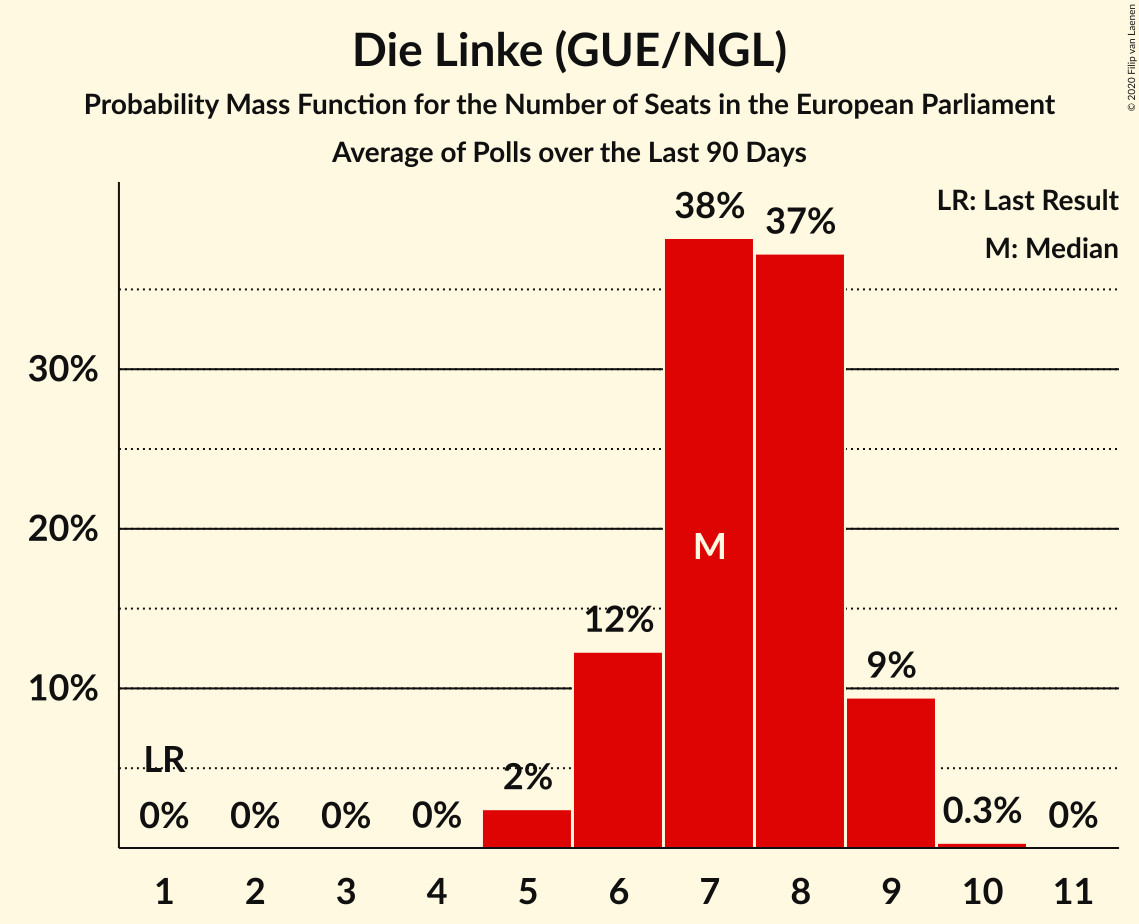 Die Linke (GUE/NGL)
Probability Mass Function for the Number of Seats in the European Parliament
Average of Polls over the Last 90 Days
© 2020 Filip van Laenen
LR: Last Result
M: Median
38%
37%
30%
20%
M
12%
9%
10%
LR
2%
0%
0%
0%
0%
0.3%
0%
1 2 3 4 5 6 7 8 9 10 11